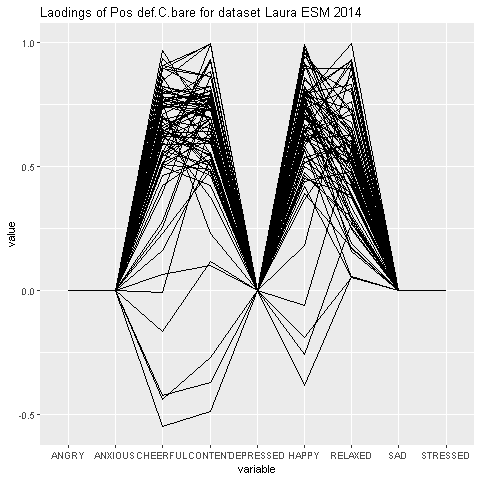 Laodings of Pos def.C.bare for dataset Laura ESM 2014
1.0
0.5
0.0
-0.5
value
ANGRY ANXIOUS CHEERFUL CONTENT DEPRESSED HAPPY RELAXED SAD STRESSED
variable